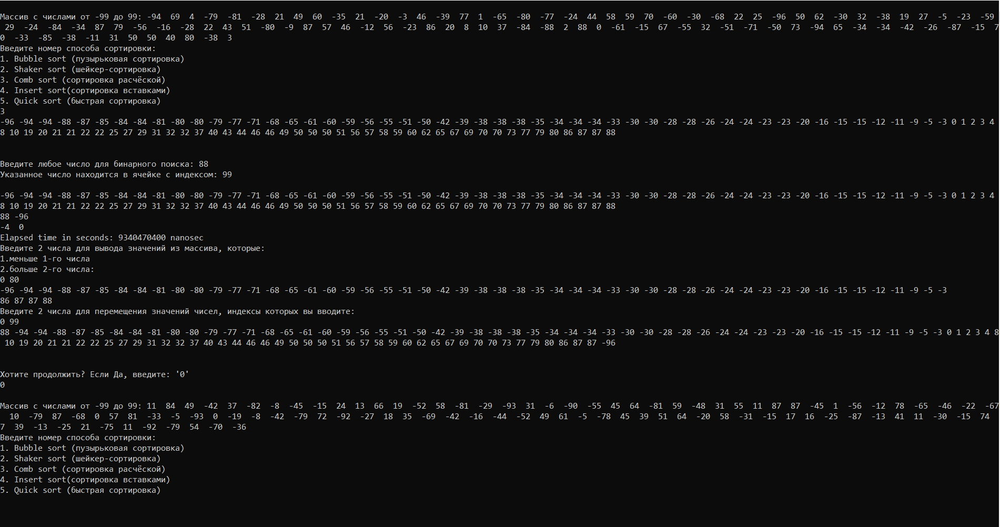 Массив с числами от -99 до 99: -94  69  4  -79  -81  -28  21  49  60  -35  21  -20  -3  46  -39  77  1  -65  -80  -77  -24  44  58  59  70  -60  -30  -68  22  25  -96  50  62  -30  32  -38  19  27  -5  -23  -59
29  -24  -84  -34  87  79  -56  -16  -28  22  43  51  -80  -9  87  57  46  -12  56  -23  86  20  8  10  37  -84  -88  2  88  0  -61  -15  67  -55  32  -51  -71  -50  73  -94  65  -34  -34  -42  -26  -87  -15  7
0  -33  -85  -38  -11  31  50  50  40  80  -38  3
Введите номер способа сортировки:
1. Bubble sort (пузырьковая сортировка)
2. Shaker sort (шейкер-сортировка)
3. Comb sort (сортировка расчёской)
4. Insert sort(сортировка вставками)
5. Quick sort (быстрая сортировка)
3
-96 -94 -94 -88 -87 -85 -84 -84 -81 -80 -80 -79 -77 -71 -68 -65 -61 -60 -59 -56 -55 -51 -50 -42 -39 -38 -38 -38 -35 -34 -34 -34 -33 -30 -30 -28 -28 -26 -24 -24 -23 -23 -20 -16 -15 -15 -12 -11 -9 -5 -3 0 1 2 3 4
8 10 19 20 21 21 22 22 25 27 29 31 32 32 37 40 43 44 46 46 49 50 50 50 51 56 57 58 59 60 62 65 67 69 70 70 73 77 79 80 86 87 87 88
Введите любое число для бинарного поиска: 88
Указанное число находится в ячейке с индексом: 99
-96 -94 -94 -88 -87 -85 -84 -84 -81 -80 -80 -79 -77 -71 -68 -65 -61 -60 -59 -56 -55 -51 -50 -42 -39 -38 -38 -38 -35 -34 -34 -34 -33 -30 -30 -28 -28 -26 -24 -24 -23 -23 -20 -16 -15 -15 -12 -11 -9 -5 -3 0 1 2 3 4
8 10 19 20 21 21 22 22 25 27 29 31 32 32 37 40 43 44 46 46 49 50 50 50 51 56 57 58 59 60 62 65 67 69 70 70 73 77 79 80 86 87 87 88
88 -96
-4  0
Elapsed time in seconds: 9340470400 nanosec
Введите 2 числа для вывода значений из массива, которые:
1.меньше 1-го числа
2.больше 2-го числа:
0 80
-96 -94 -94 -88 -87 -85 -84 -84 -81 -80 -80 -79 -77 -71 -68 -65 -61 -60 -59 -56 -55 -51 -50 -42 -39 -38 -38 -38 -35 -34 -34 -34 -33 -30 -30 -28 -28 -26 -24 -24 -23 -23 -20 -16 -15 -15 -12 -11 -9 -5 -3
86 87 87 88
Введите 2 числа для перемещения значений чисел, индексы которых вы вводите:
0 99
88 -94 -94 -88 -87 -85 -84 -84 -81 -80 -80 -79 -77 -71 -68 -65 -61 -60 -59 -56 -55 -51 -50 -42 -39 -38 -38 -38 -35 -34 -34 -34 -33 -30 -30 -28 -28 -26 -24 -24 -23 -23 -20 -16 -15 -15 -12 -11 -9 -5 -3 0 1 2 3 4 8
10 19 20 21 21 22 22 25 27 29 31 32 32 37 40 43 44 46 46 49 50 50 50 51 56 57 58 59 60 62 65 67 69 70 70 73 77 79 80 86 87 87 -96
Хотите продолжить? Если Да, введите: '0'
0
Массив с числами от -99 до 99: 11  84  49  -42  37  -82  -8  -45  -15  24  13  66  19  -52  58  -81  -29  -93  31  -6  -90  -55  45  64  -81  59  -48  31  55  11  87  87  -45  1  -56  -12  78  -65  -46  -22  -67
10  -79  87  -68  0  57  81  -33  -5  -93  0  -19  -8  -42  -79  72  -92  -27  18  35  -69  -42  -16  -44  -52  49  61  -5  -78  45  39  51  64  -20  58  -31  -15  17  16  -25  -87  -13  41  11  -30  -15  74
7  39  -13  -25  21  -75  11  -92  -79  54  -70  -36
Введите номер способа сортировки:
1. Bubble sort (пузырьковая сортировка)
2. Shaker sort (шейкер-сортировка)
3. Comb sort (сортировка расчёской)
4. Insert sort(сортировка вставками)
5. Quick sort (быстрая сортировка)